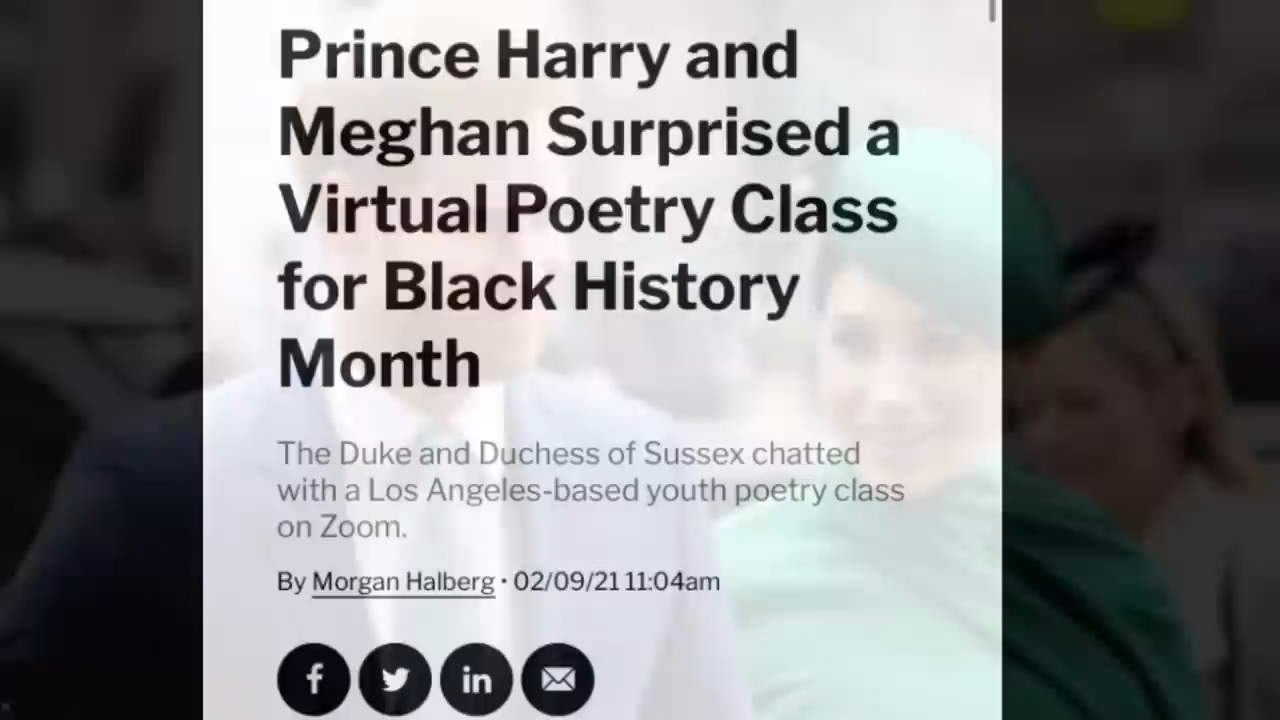 Prince Harry and
Meghan Surprised a
Virtual Poetry Class
for Black History
Month
The Duke and Duchess of Sussex chatted
with a Los Angeles-based youth poetry class
on Zoom.
By Morgan Halberg · 02/09/21 11:04am